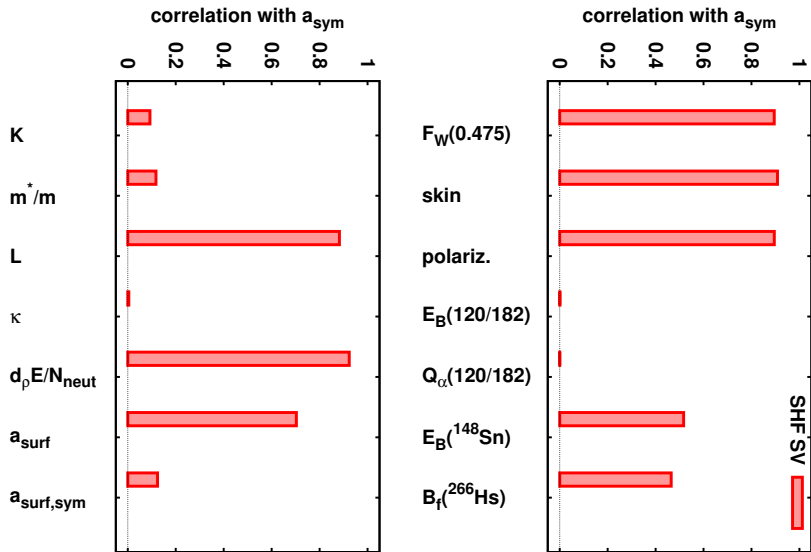 correlation with a_sym
0 0.2 0.4 0.6 0.8 1
K
m*/m
L
κ
d_ρE/N_neut
a_surf
a_surf,sym
correlation with a_sym
0 0.2 0.4 0.6 0.8 1
F_W(0.475)
skin
polariz.
E_B(120/182)
Q_α(120/182)
E_B(¹⁴⁸Sn)
B_f(²⁶⁶Hs)
SHF SV